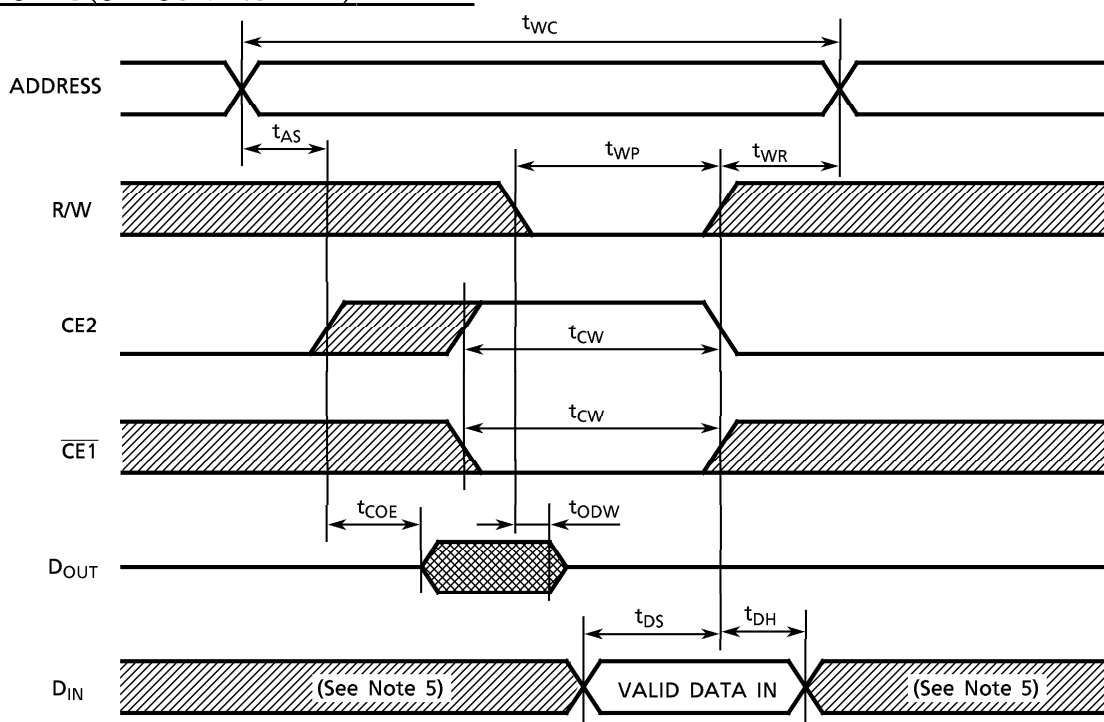 tWC
ADDRESS
tAS
tWP
tWR
R/W
CE2
tCW
tCW
CE1
tCOE
tODW
DOUT
tDS
tDH
DIN
(See Note 5)
VALID DATA IN
(See Note 5)